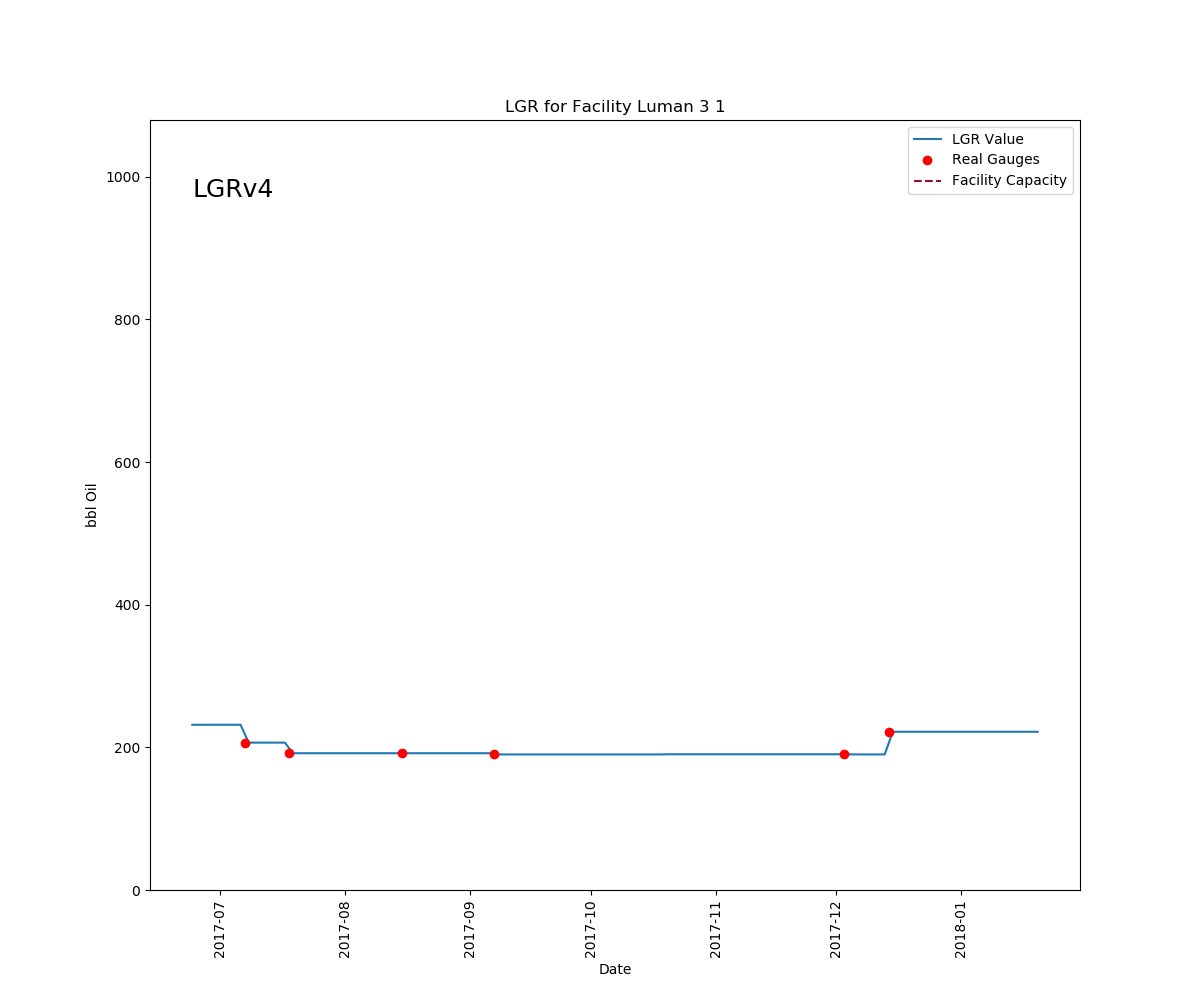 LGR for Facility Luman 3 1
LGRv4
LGR Value
Real Gauges
Facility Capacity
1000
800
600
400
200
0
bbl Oil
2017-07
2017-08
2017-09
2017-10
2017-11
2017-12
2018-01
Date